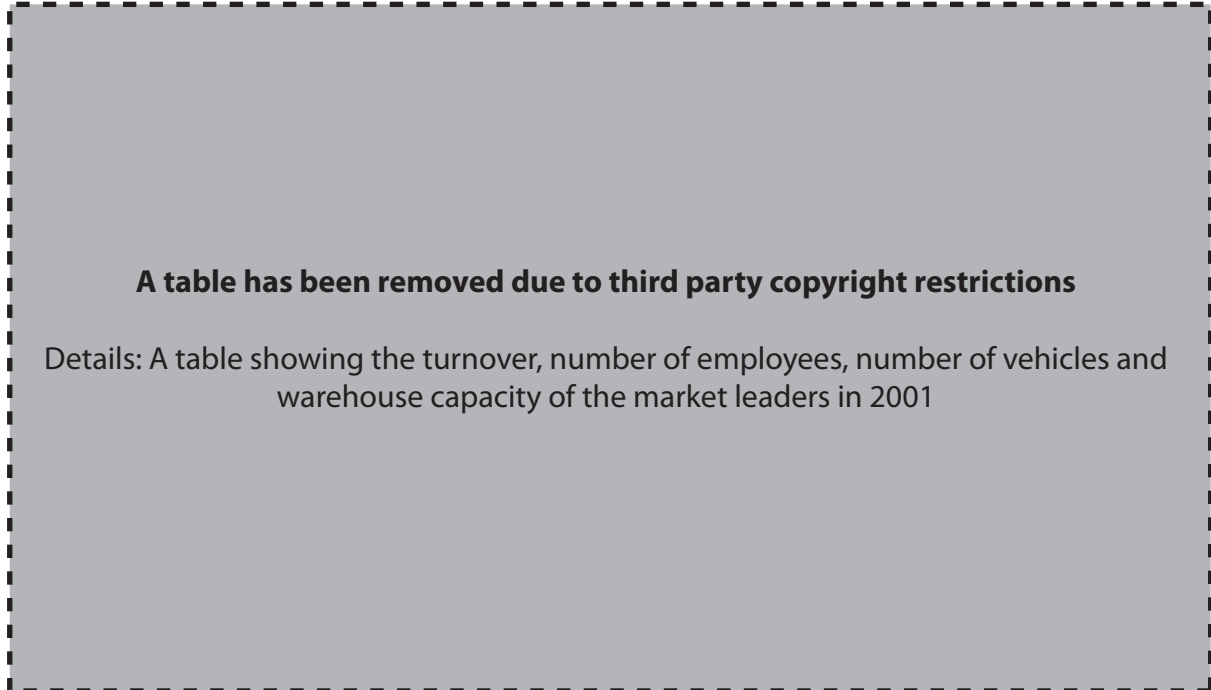 A table has been removed due to third party copyright restrictions
Details: A table showing the turnover, number of employees, number of vehicles and
warehouse capacity of the market leaders in 2001